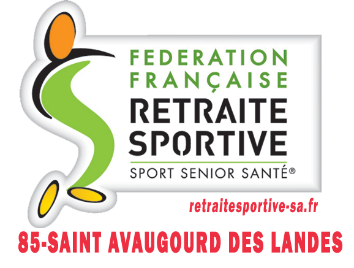 FEDERATION
FRANÇAISE
RETRAITE
SPORTIVE
SPORT SENIOR SANTÉ®
retraitesportive-sa.fr
85-SAINT AVAUGOURD DES LANDES